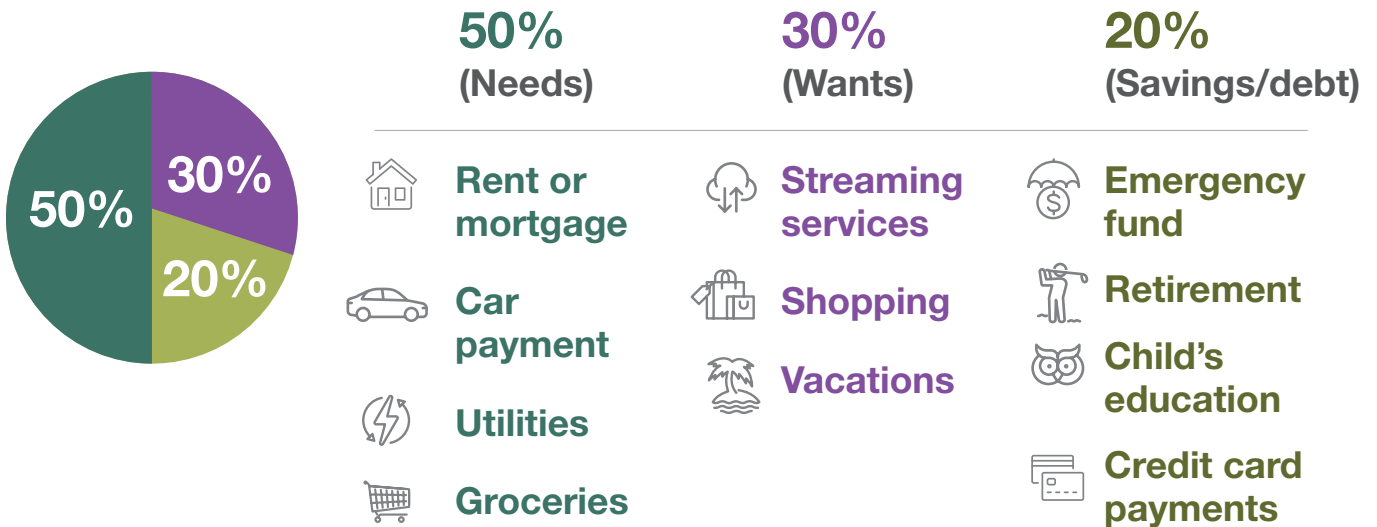 50%
30%
20%
50%
(Needs)
Rent or
mortgage
Car
payment
Utilities
Groceries
30%
(Wants)
Streaming
services
Shopping
Vacations
20%
(Savings/debt)
$
Emergency
fund
Retirement
Child’s
education
Credit card
payments